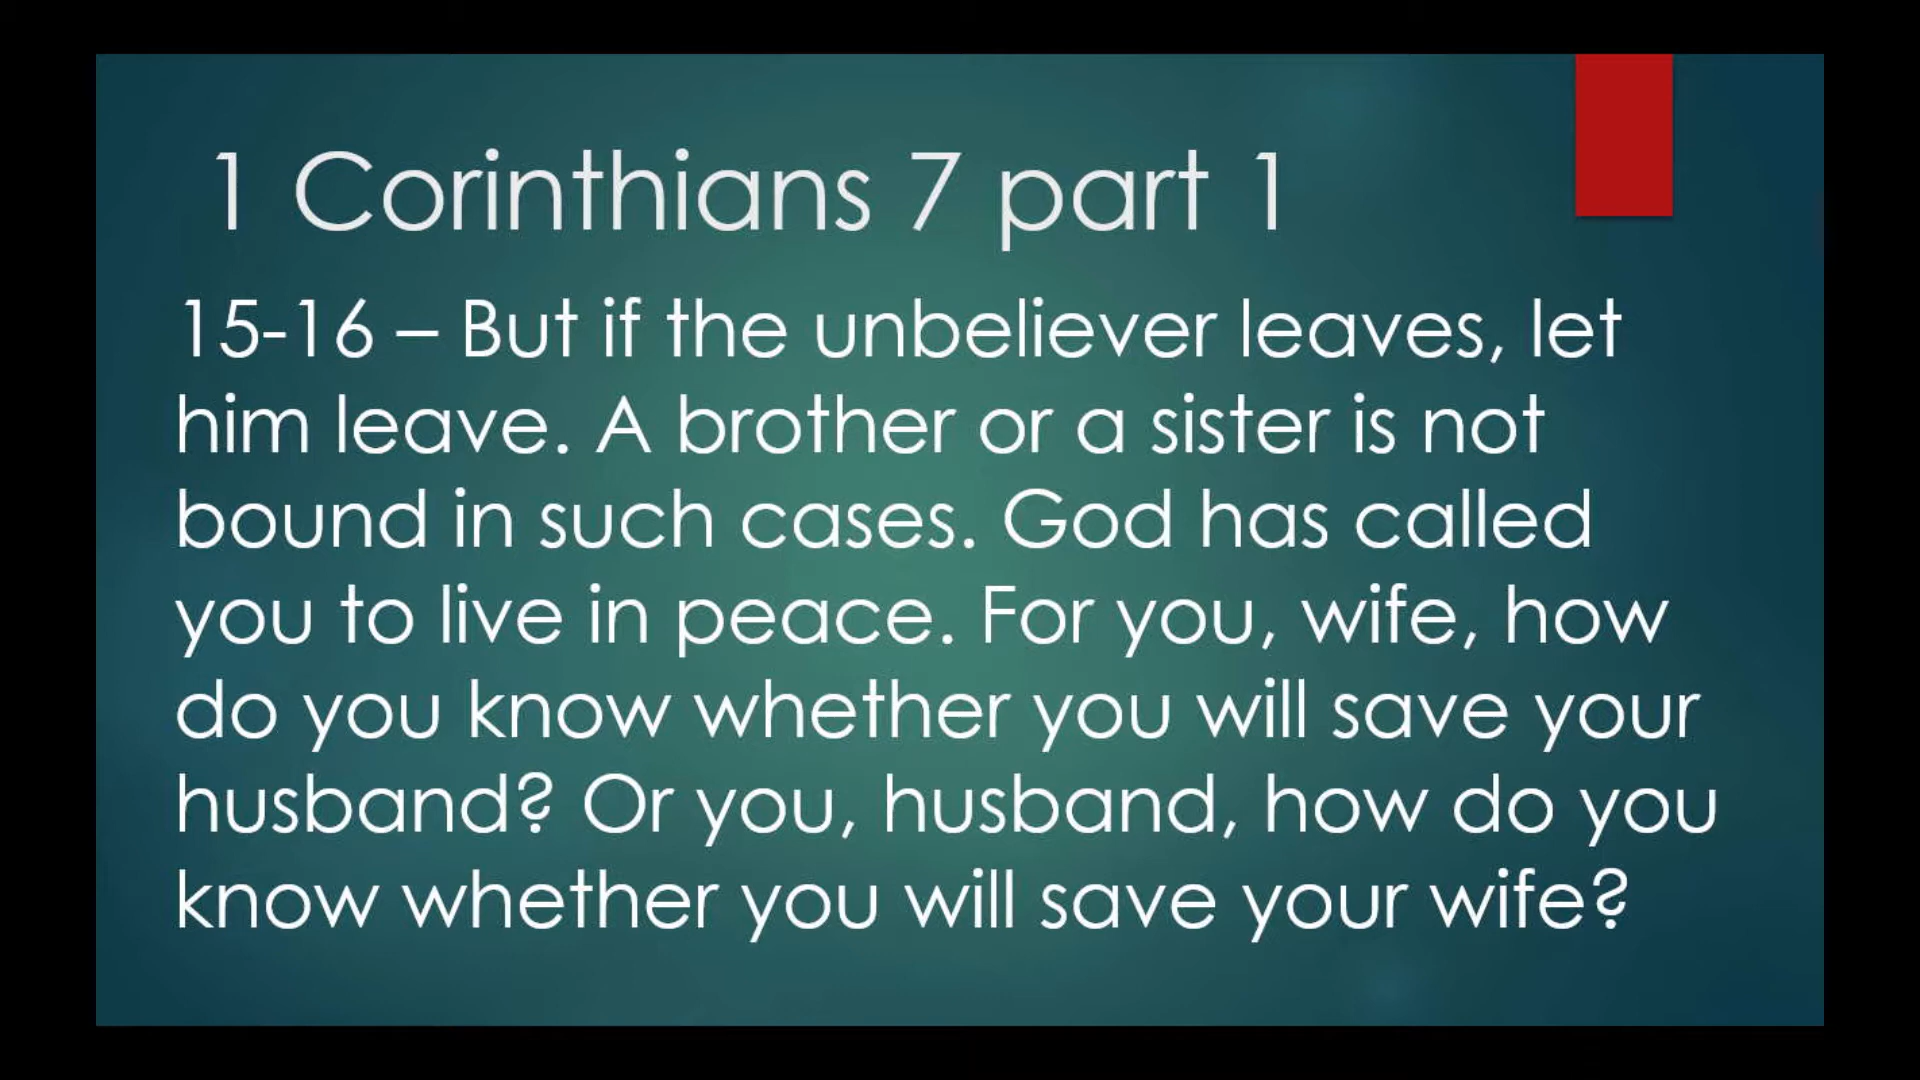 1 Corinthians 7 part 1
15-16 – But if the unbeliever leaves, let
him leave. A brother or a sister is not
bound in such cases. God has called
you to live in peace. For you, wife, how
do you know whether you will save your
husband? Or you, husband, how do you
know whether you will save your wife?